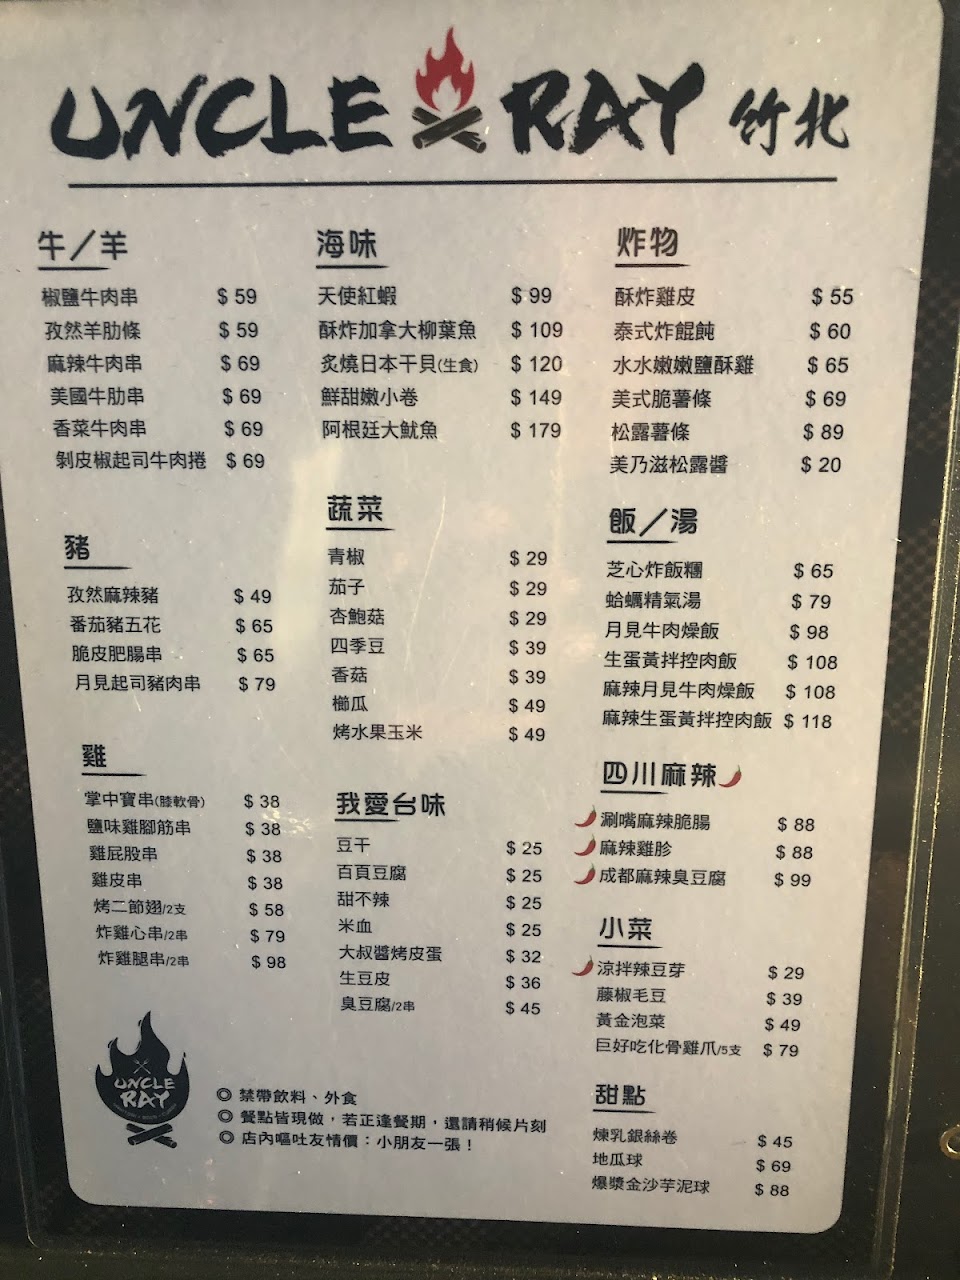 UNCLE RAY 竹北
牛／羊
椒鹽牛肉串 $ 59
孜然羊肋條 $ 59
麻辣牛肉串 $ 69
美國牛肋串 $ 69
香菜牛肉串 $ 69
剝皮椒起司牛肉捲 $ 69
豬
孜然麻辣豬 $ 49
番茄豬五花 $ 65
脆皮肥腸串 $ 65
月見起司豬肉串 $ 79
雞
掌中寶串(膝軟骨) $ 38
鹽味雞腳筋串 $ 38
雞屁股串 $ 38
雞皮串 $ 38
烤二節翅/2支 $ 58
炸雞心串/2串 $ 79
炸雞腿串/2串 $ 98
海味
天使紅蝦 $ 99
酥炸加拿大柳葉魚 $ 109
炙燒日本干貝(生食) $ 120
鮮甜嫩小卷 $ 149
阿根廷大魷魚 $ 179
蔬菜
青椒 $ 29
茄子 $ 29
杏鮑菇 $ 29
四季豆 $ 39
香菇 $ 39
櫛瓜 $ 49
烤水果玉米 $ 49
我愛台味
豆干 $ 25
百頁豆腐 $ 25
甜不辣 $ 25
米血 $ 25
大叔醬烤皮蛋 $ 32
生豆皮 $ 36
臭豆腐/2串 $ 45
炸物
酥炸雞皮 $ 55
泰式炸餛飩 $ 60
水水嫩嫩鹽酥雞 $ 65
美式脆薯條 $ 69
松露薯條 $ 89
美乃滋松露醬 $ 20
飯／湯
芝心炸飯糰 $ 65
蛤蠣精氣湯 $ 79
月見牛肉燥飯 $ 98
生蛋黃拌控肉飯 $ 108
麻辣月見牛肉燥飯 $ 108
麻辣生蛋黃拌控肉飯 $ 118
四川麻辣
涮嘴麻辣脆腸 $ 88
麻辣雞胗 $ 88
成都麻辣臭豆腐 $ 99
小菜
涼拌辣豆芽 $ 29
藤椒毛豆 $ 39
黃金泡菜 $ 49
巨好吃化骨雞爪/5支 $ 79
甜點
煉乳銀絲卷 $ 45
地瓜球 $ 69
爆漿金沙芋泥球 $ 88
UNCLE
RAY
◎ 禁帶飲料、外食
◎ 餐點皆現做，若正逢餐期，還請稍候片刻
◎ 店內嘔吐友情價：小朋友一張！